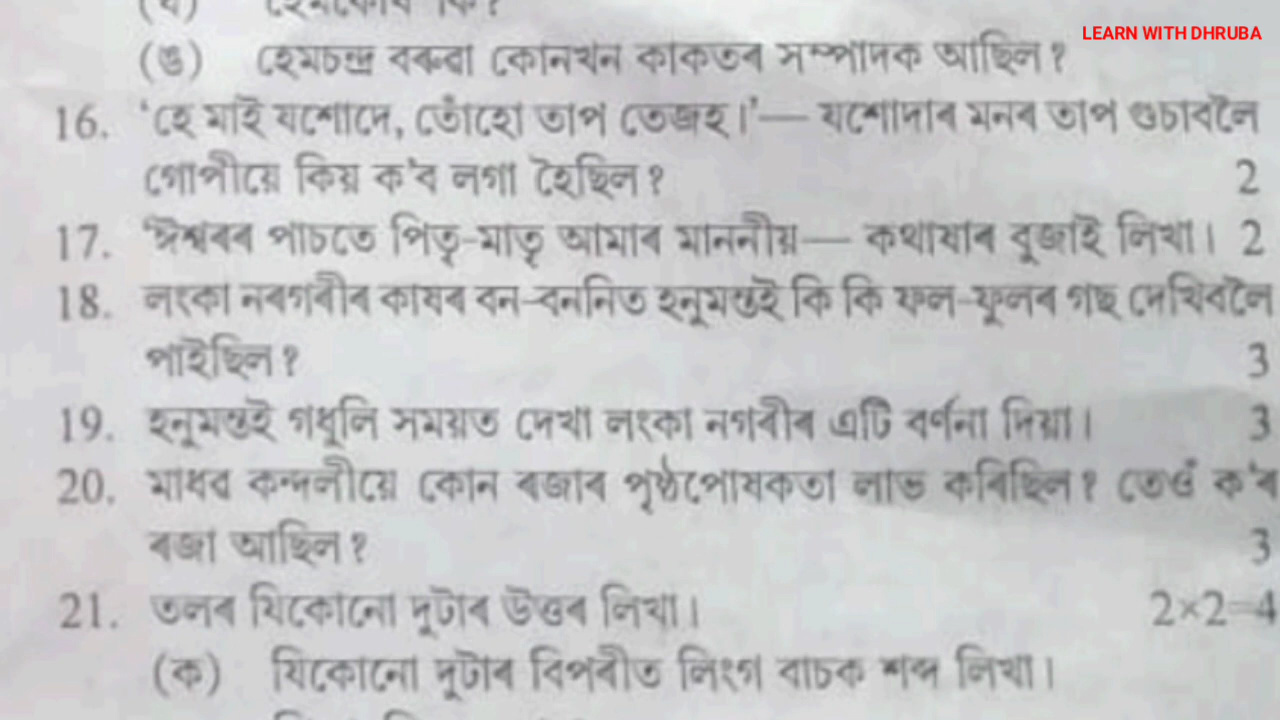 (ঘ) হেমকোষ কি?
LEARN WITH DHRUBA
(ঙ) হেমচন্দ্ৰ বৰুৱা কোনখন কাকতৰ সম্পাদক আছিল?
16. ‘হে মাই যশোদে, তোঁহো তাপ তেজহ।’— যশোদাৰ মনৰ তাপ গুচাবলৈ
গোপীয়ে কিয় ক’ব লগা হৈছিল? 2
17. ‘ঈশ্বৰৰ পাচতে পিতৃ-মাতৃ আমাৰ মাননীয়— কথাষাৰ বুজাই লিখা। 2
18. লংকা নৰগৰীৰ কাষৰ বন-বননিত হনুমন্তই কি কি ফল-ফুলৰ গছ দেখিবলৈ
পাইছিল? 3
19. হনুমন্তই গধূলি সময়ত দেখা লংকা নগৰীৰ এটি বৰ্ণনা দিয়া। 3
20. মাধৱ কন্দলীয়ে কোন ৰজাৰ পৃষ্ঠপোষকতা লাভ কৰিছিল? তেওঁ ক’ৰ
ৰজা আছিল? 3
21. তলৰ যিকোনো দুটাৰ উত্তৰ লিখা। 2×2=4
(ক) যিকোনো দুটাৰ বিপৰীত লিংগ বাচক শব্দ লিখা।